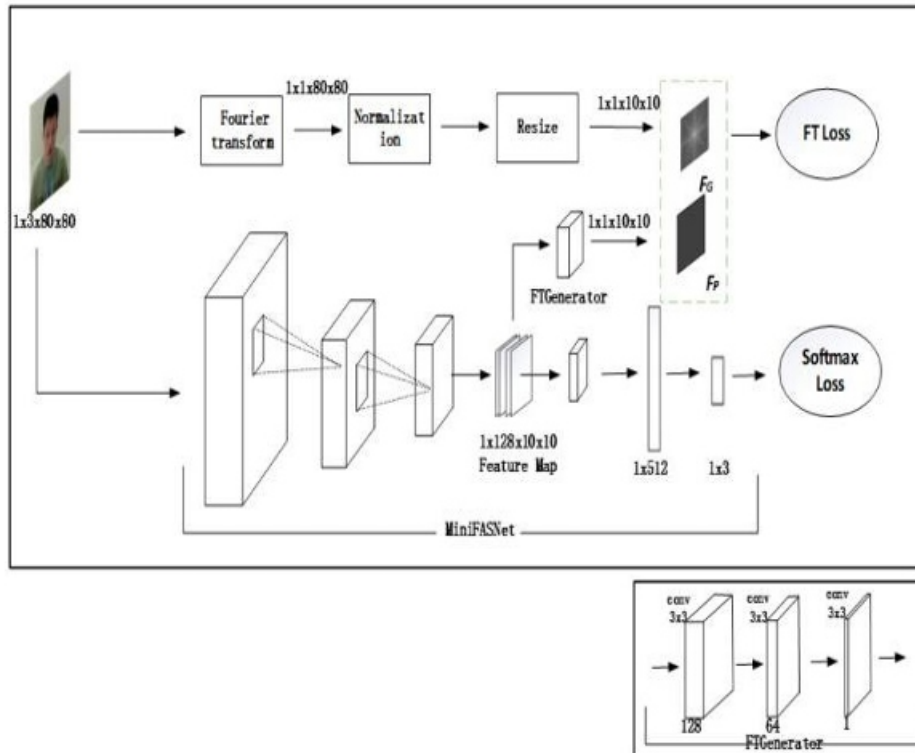 1x3x80x80
Fourier
transform
1x1x80x80
Normalizat
ion
Resize
1x1x10x10
FG
FT Loss
1x1x10x10
FTGenerator
FP
1x128x10x10
Feature Map
1x512
1x3
Softmax
Loss
MiniFASNet
conv
3x3
conv
3x3
conv
3x3
128
64
1
FTGenerator